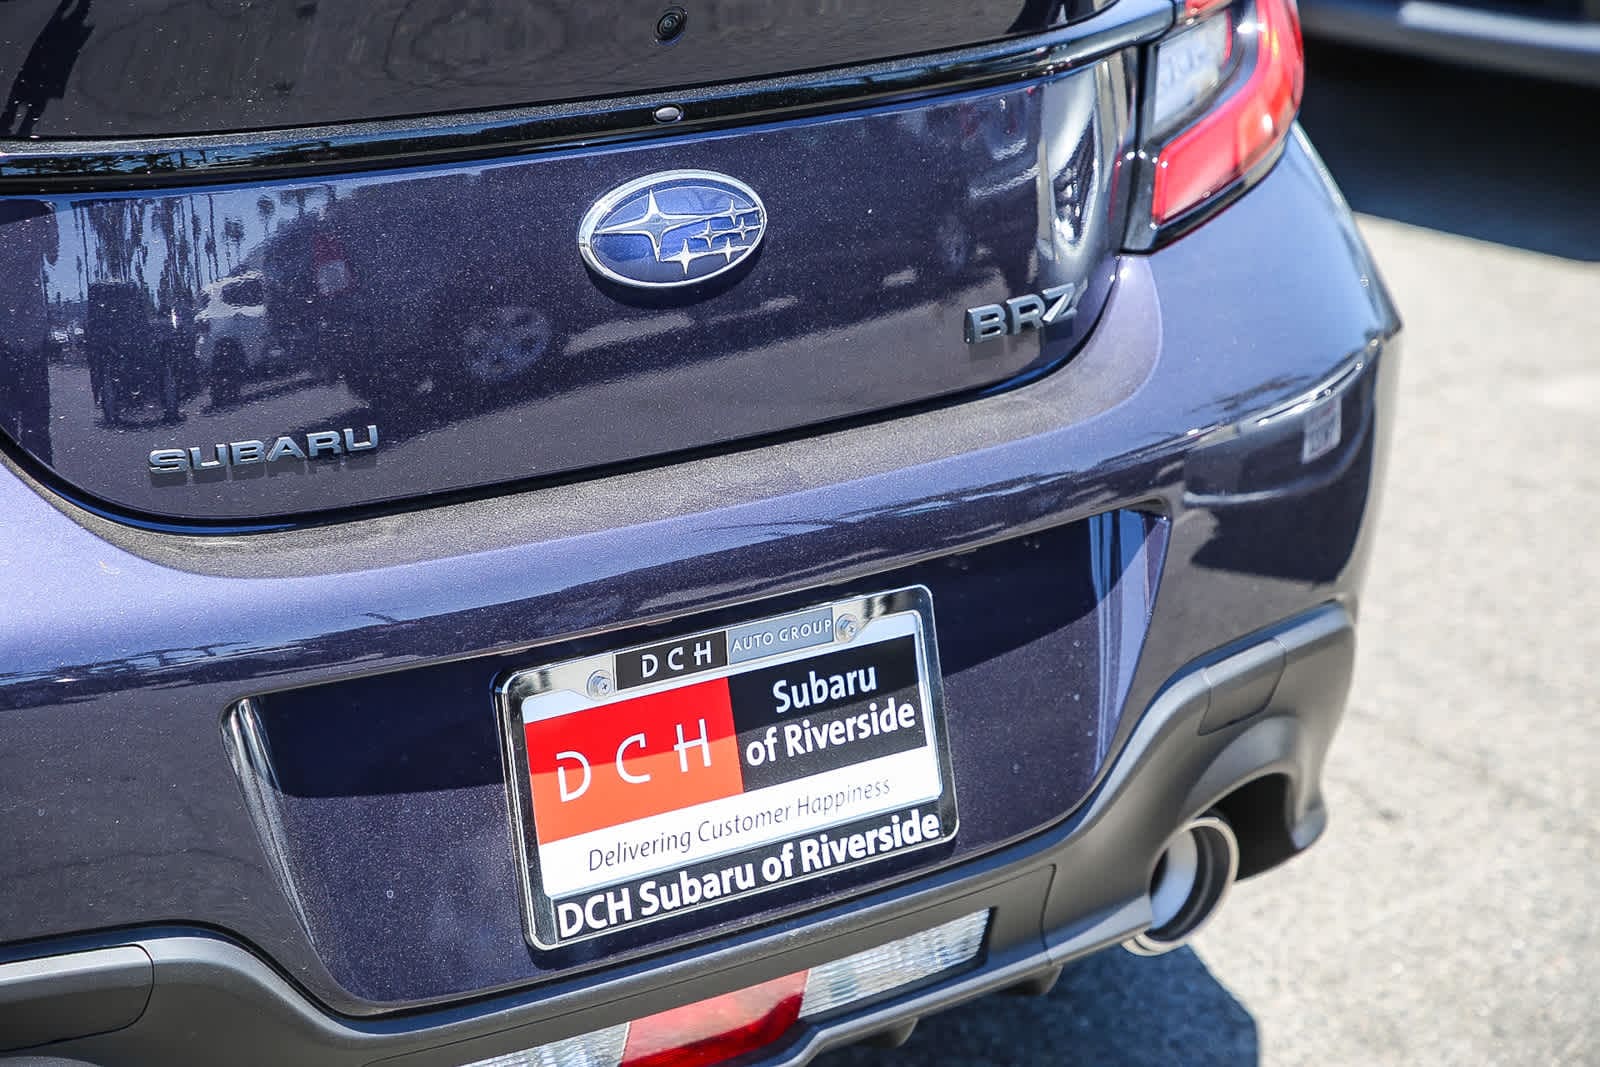 BRZ
SUBARU
DCH AUTO GROUP
DCH
Subaru
of Riverside
Delivering Customer Happiness
DCH Subaru of Riverside